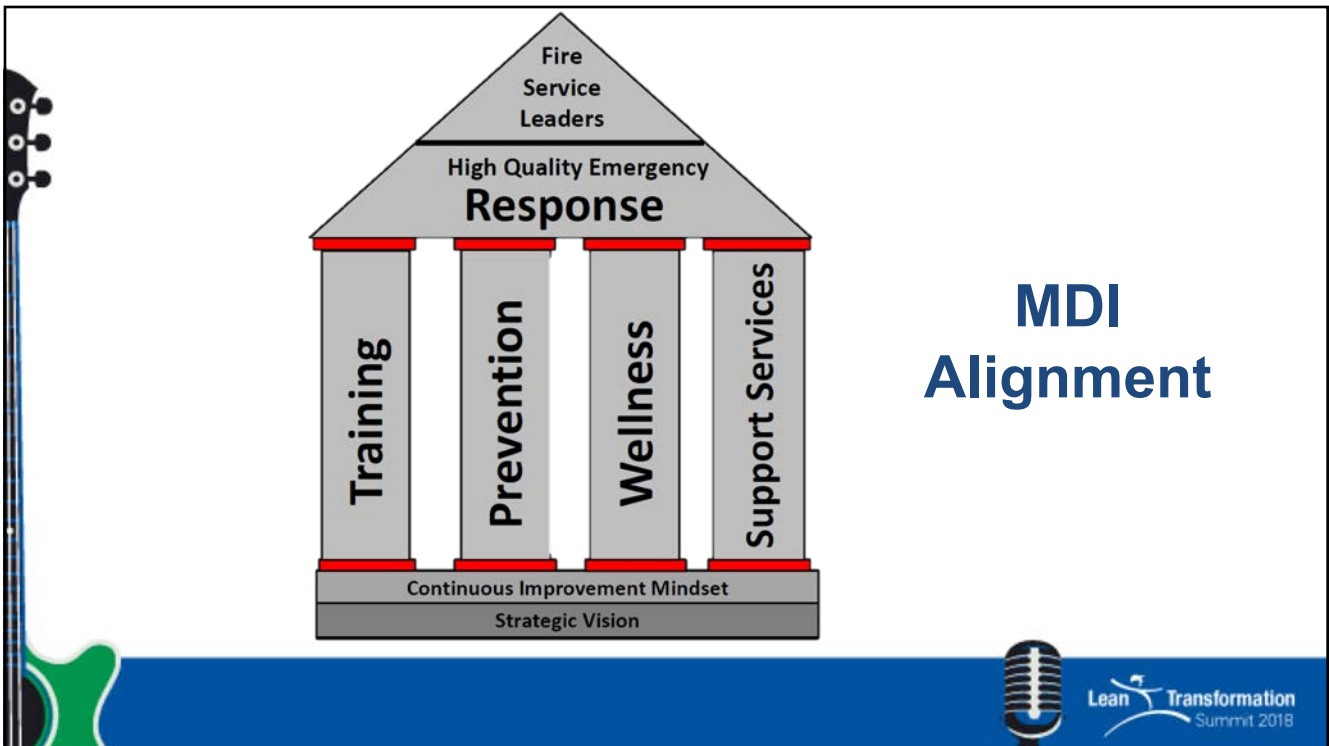 Fire
Service
Leaders
High Quality Emergency
Response
Training
Prevention
Wellness
Support Services
Continuous Improvement Mindset
Strategic Vision
MDI
Alignment
Lean Transformation
Summit 2018